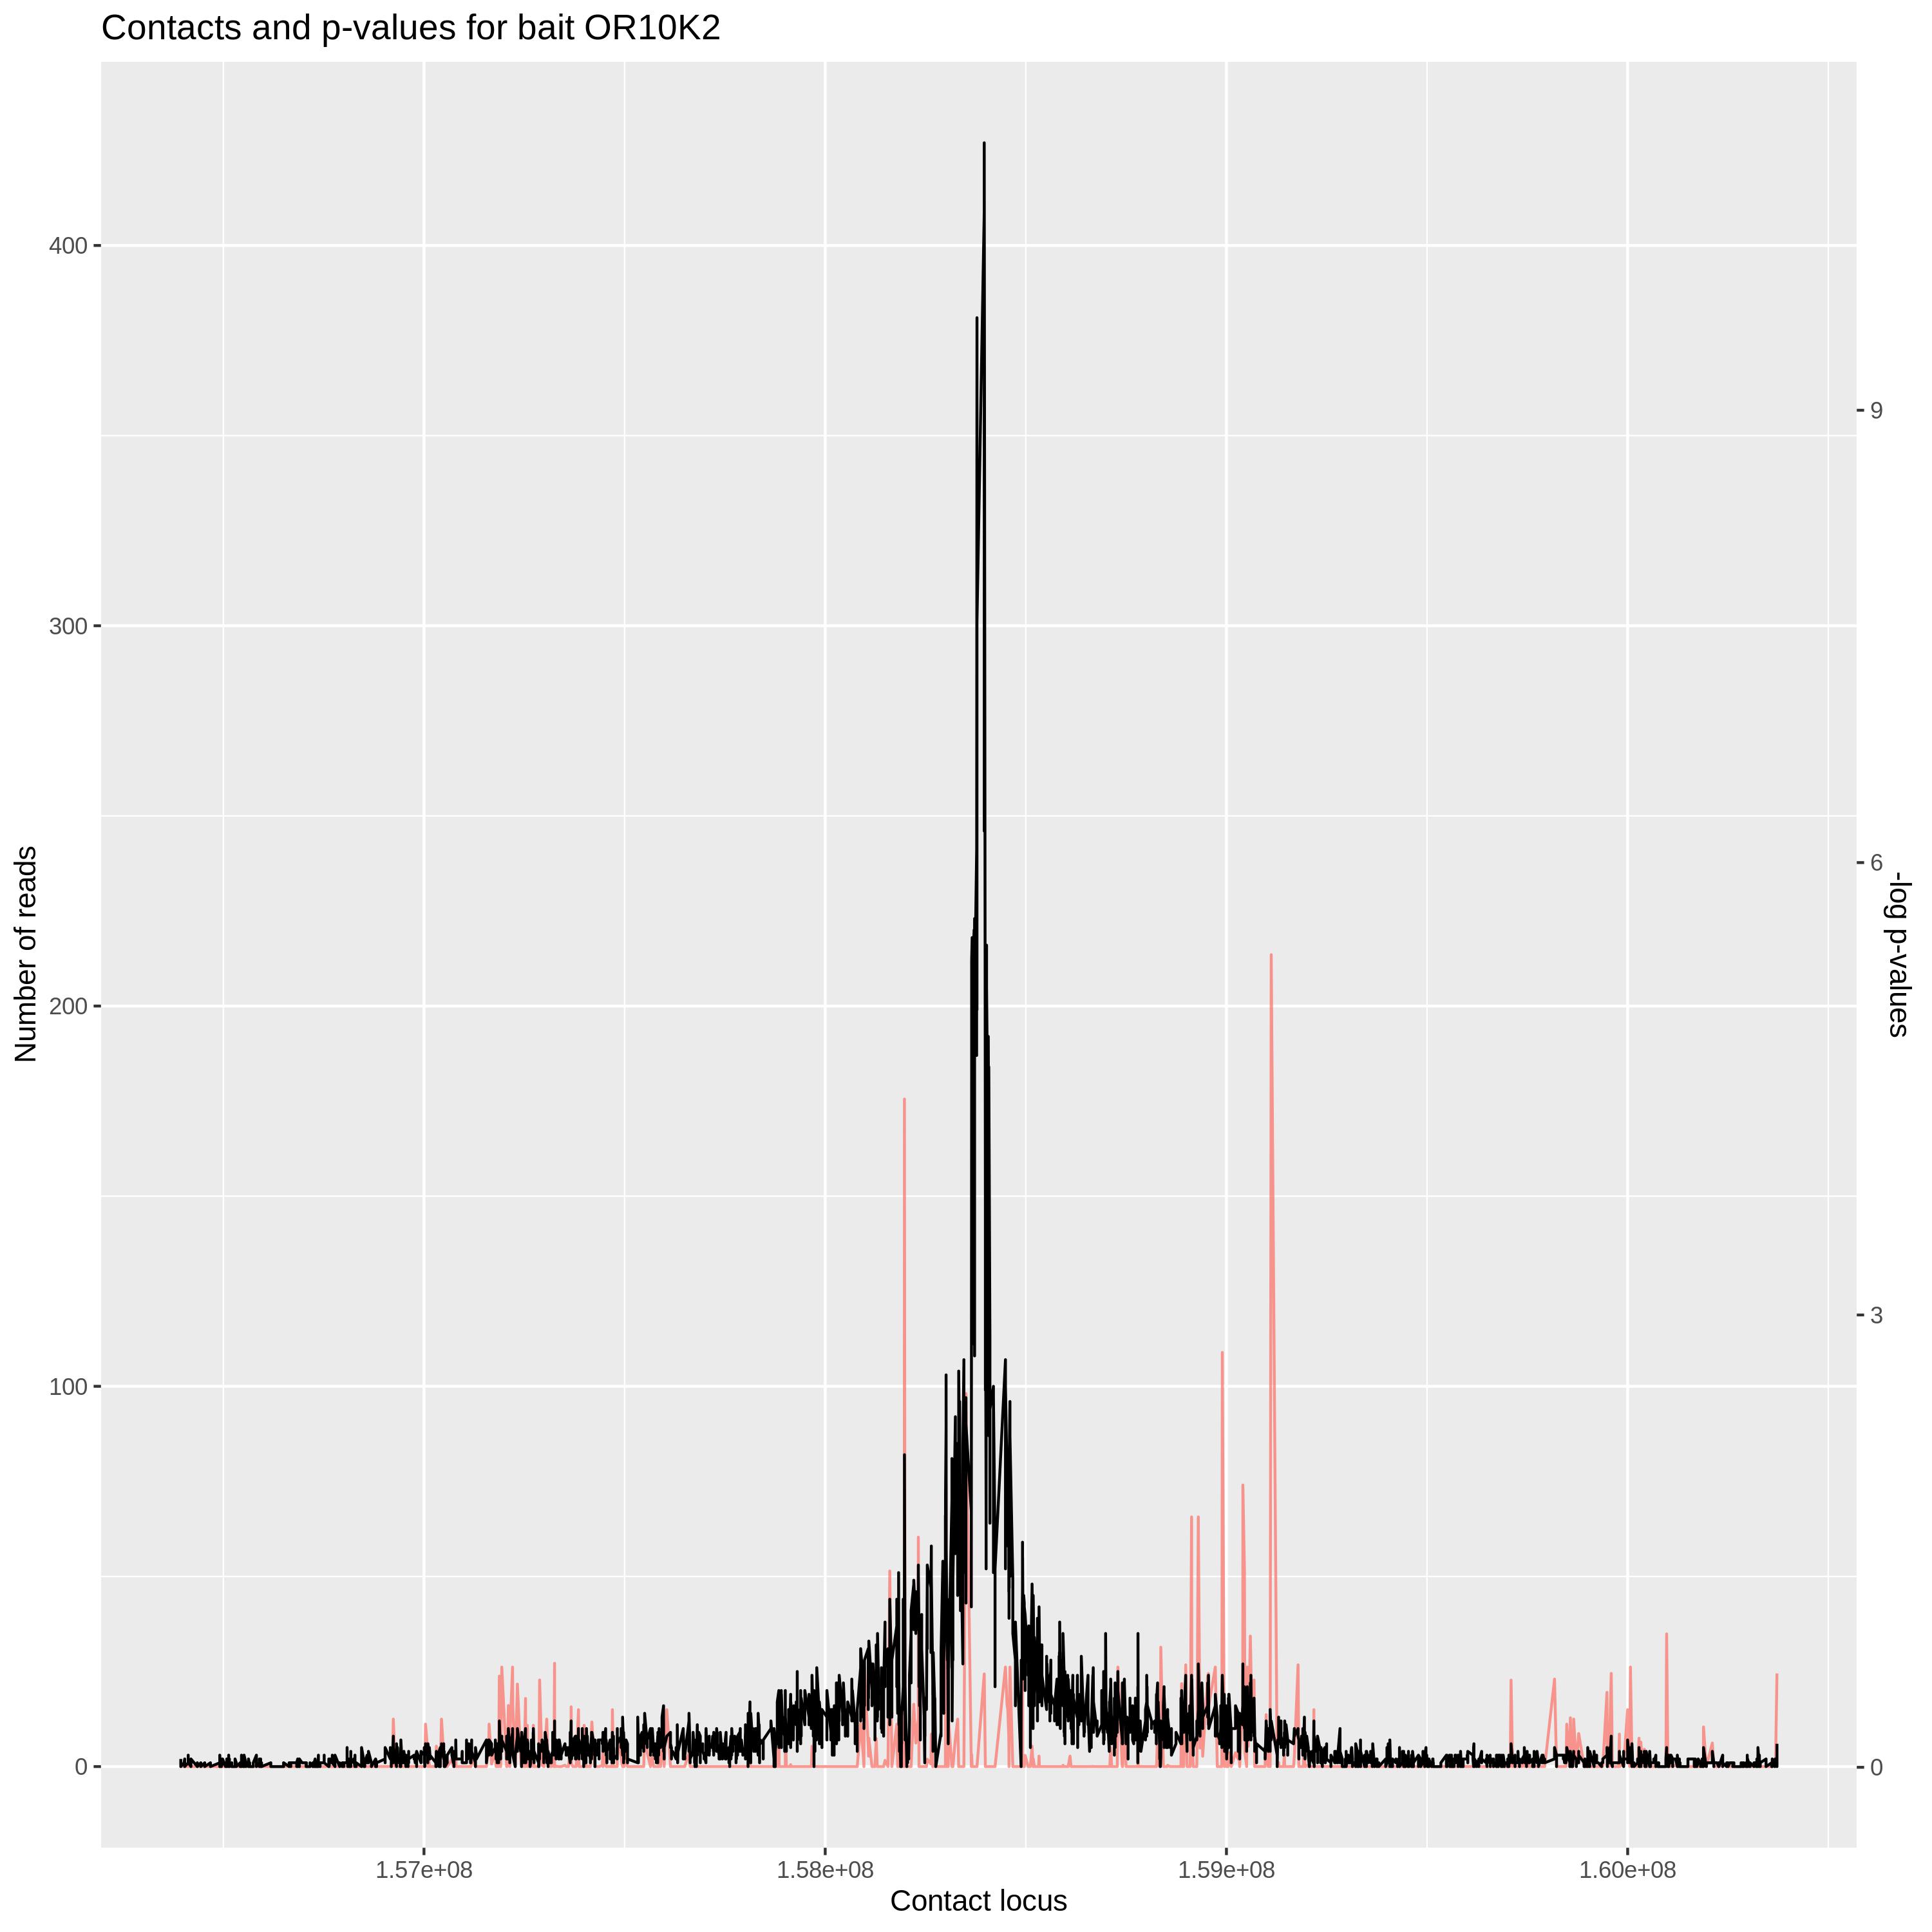 Contacts and p-values for bait OR10K2
400
300
200
100
0
Number of reads
9
6
3
0
-log p-values
1.57e+08
1.58e+08
1.59e+08
1.60e+08
Contact locus